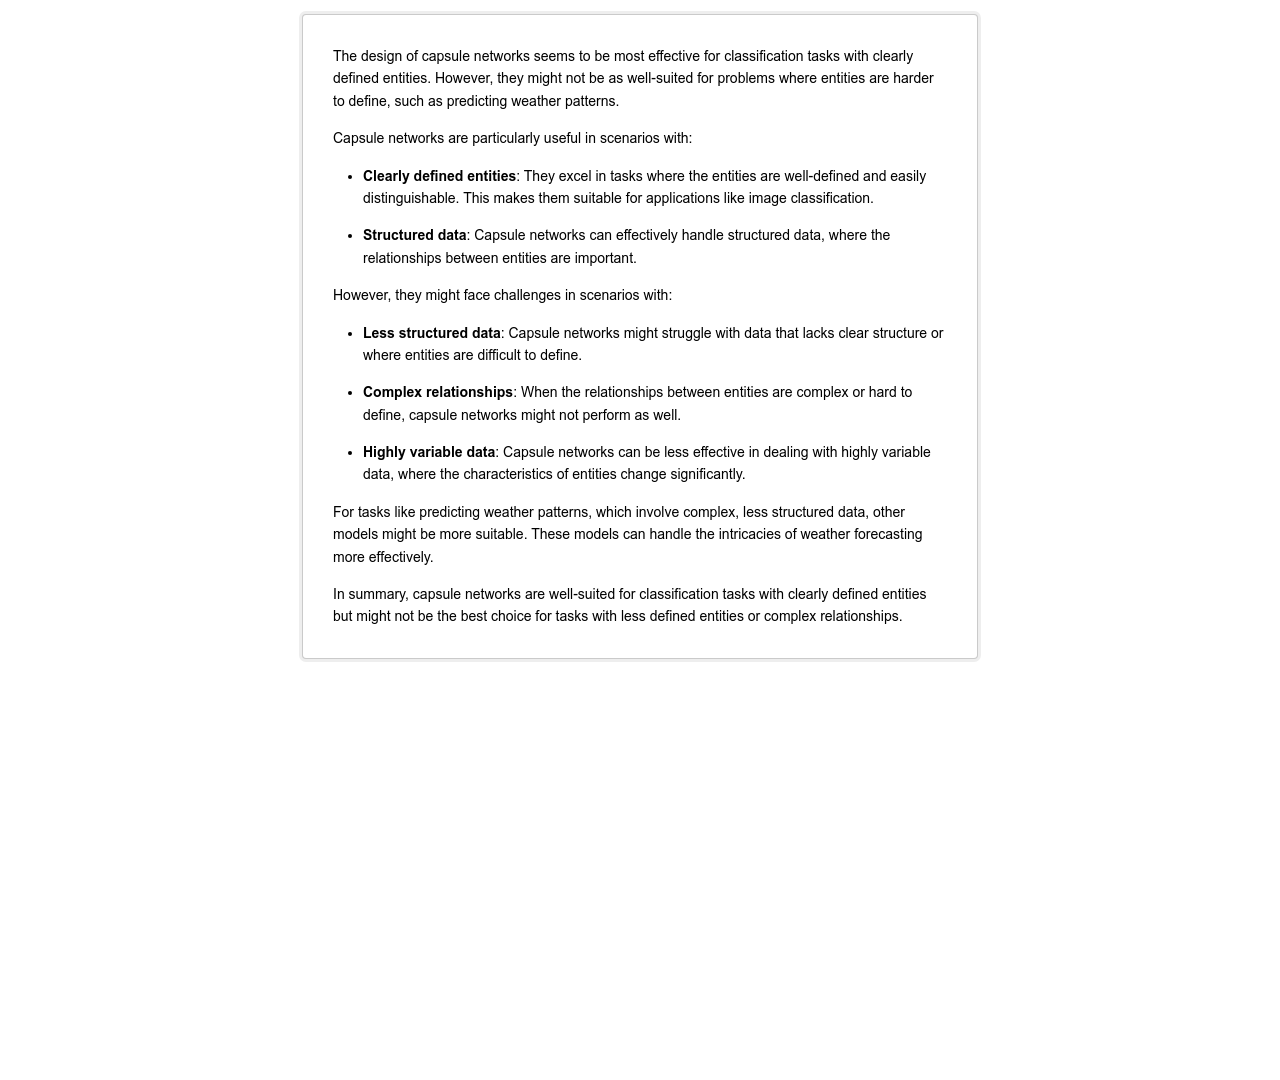 The design of capsule networks seems to be most effective for classification tasks with clearly
defined entities. However, they might not be as well-suited for problems where entities are harder
to define, such as predicting weather patterns.
Capsule networks are particularly useful in scenarios with:
• Clearly defined entities: They excel in tasks where the entities are well-defined and easily
distinguishable. This makes them suitable for applications like image classification.
• Structured data: Capsule networks can effectively handle structured data, where the
relationships between entities are important.
However, they might face challenges in scenarios with:
• Less structured data: Capsule networks might struggle with data that lacks clear structure or
where entities are difficult to define.
• Complex relationships: When the relationships between entities are complex or hard to
define, capsule networks might not perform as well.
• Highly variable data: Capsule networks can be less effective in dealing with highly variable
data, where the characteristics of entities change significantly.
For tasks like predicting weather patterns, which involve complex, less structured data, other
models might be more suitable. These models can handle the intricacies of weather forecasting
more effectively.
In summary, capsule networks are well-suited for classification tasks with clearly defined entities
but might not be the best choice for tasks with less defined entities or complex relationships.